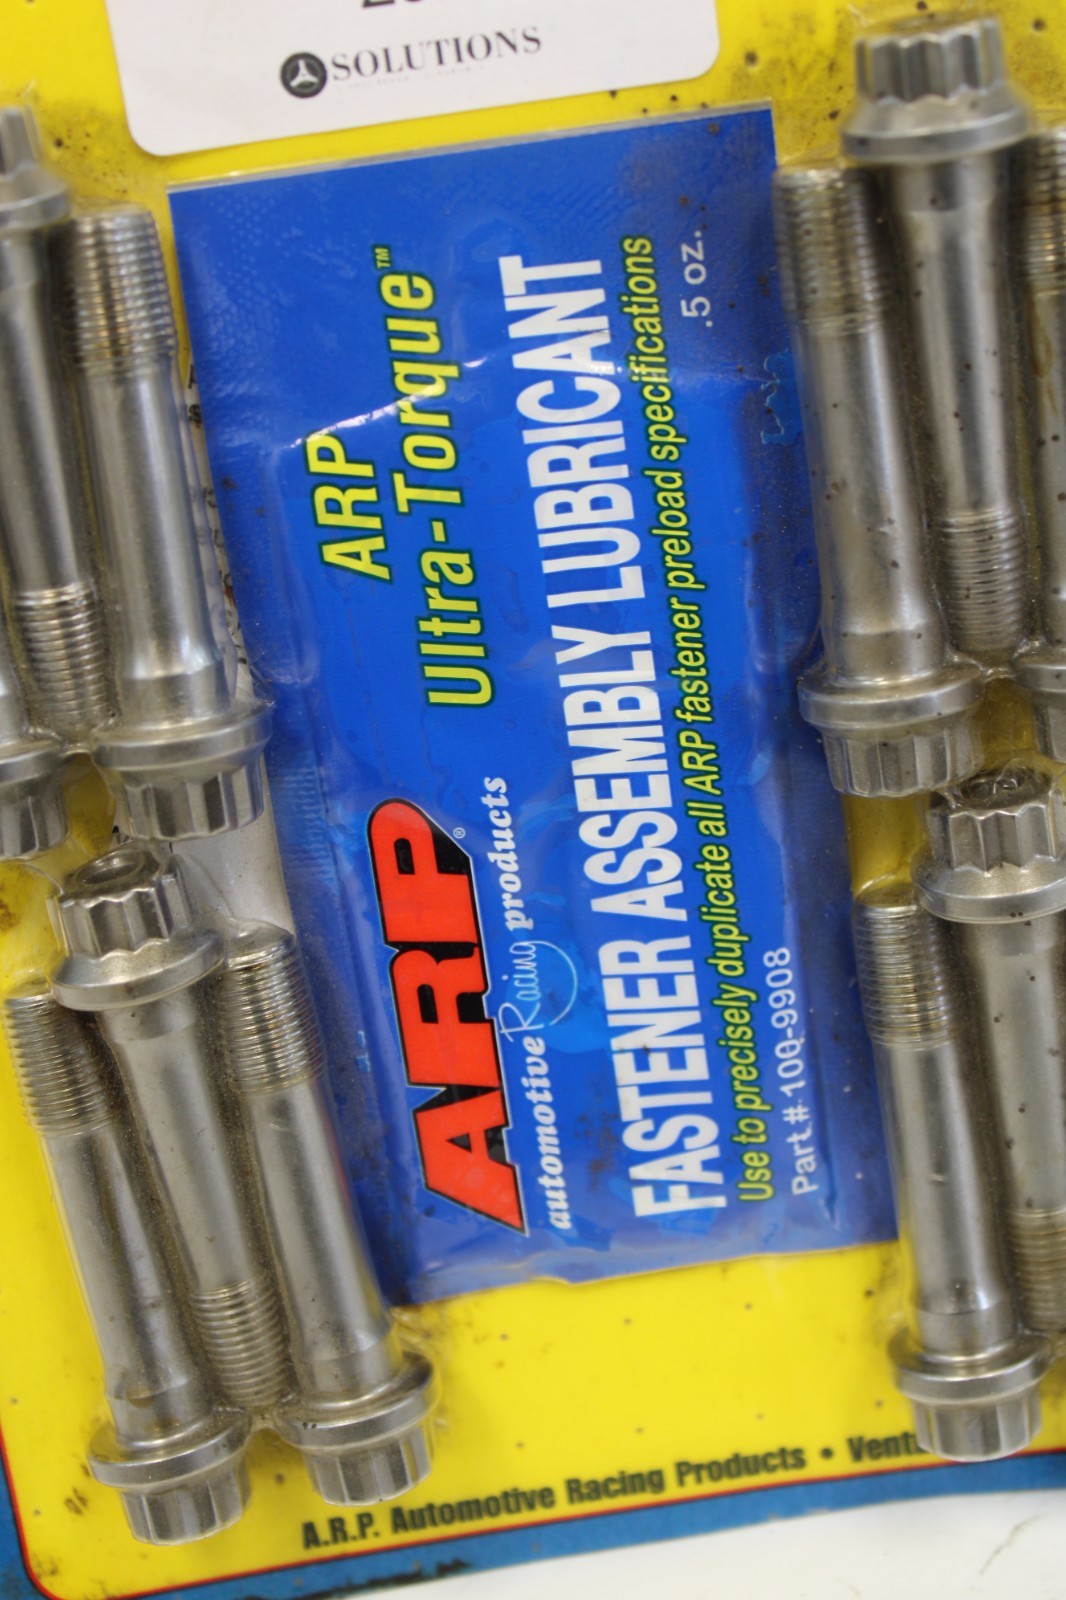 SOLUTIONS
ARP
Ultra-Torque™
ARP®
automotive Racing products
FASTENER ASSEMBLY LUBRICANT
Use to precisely duplicate all ARP fastener preload specifications
Part # 100-9908
.5 oz.
A.R.P. Automotive Racing Products •